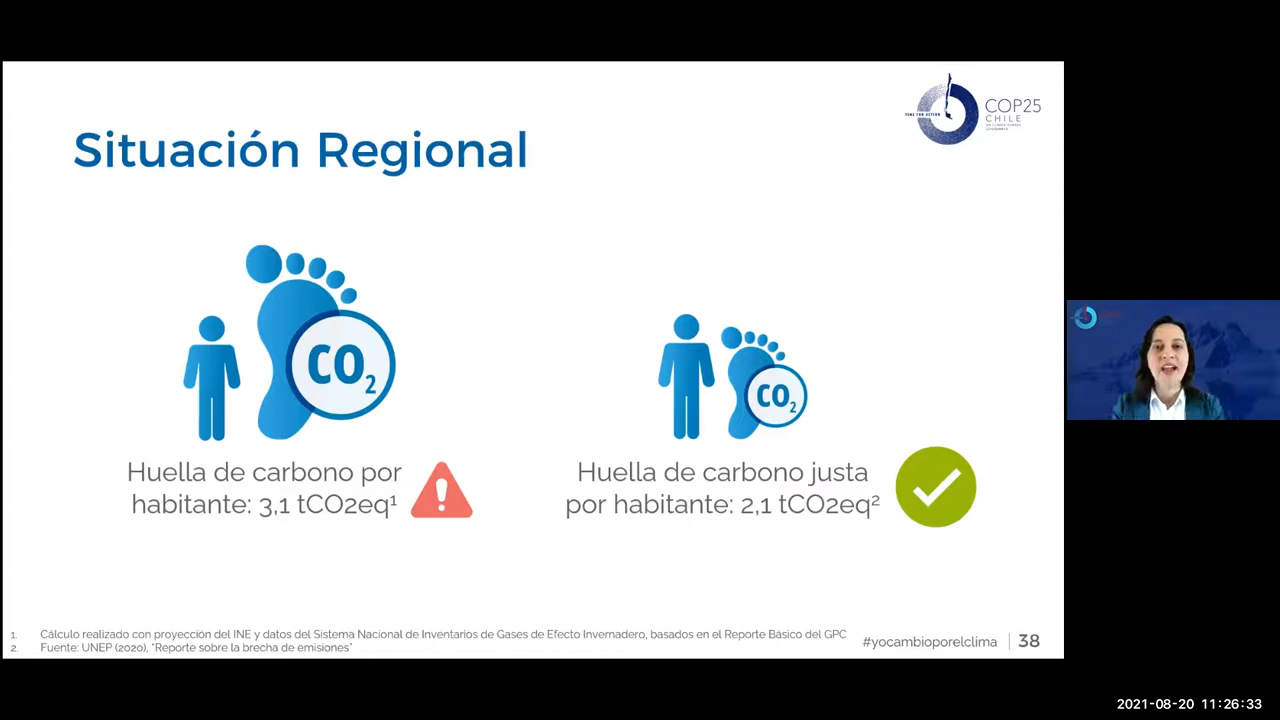 COP25
CHILE
TIME FOR ACTION
Situación Regional
CO2
CO2
Huella de carbono por
habitante: 3,1 tCO2eq¹
Huella de carbono justa
por habitante: 2,1 tCO2eq²
1. Cálculo realizado con proyección del INE y datos del Sistema Nacional de Inventarios de Gases de Efecto Invernadero, basados en el Reporte Básico del GPC
2. Fuente: UNEP (2020), "Reporte sobre la brecha de emisiones"
#yocambioporelclima | 38
2021-08-20 11:26:33